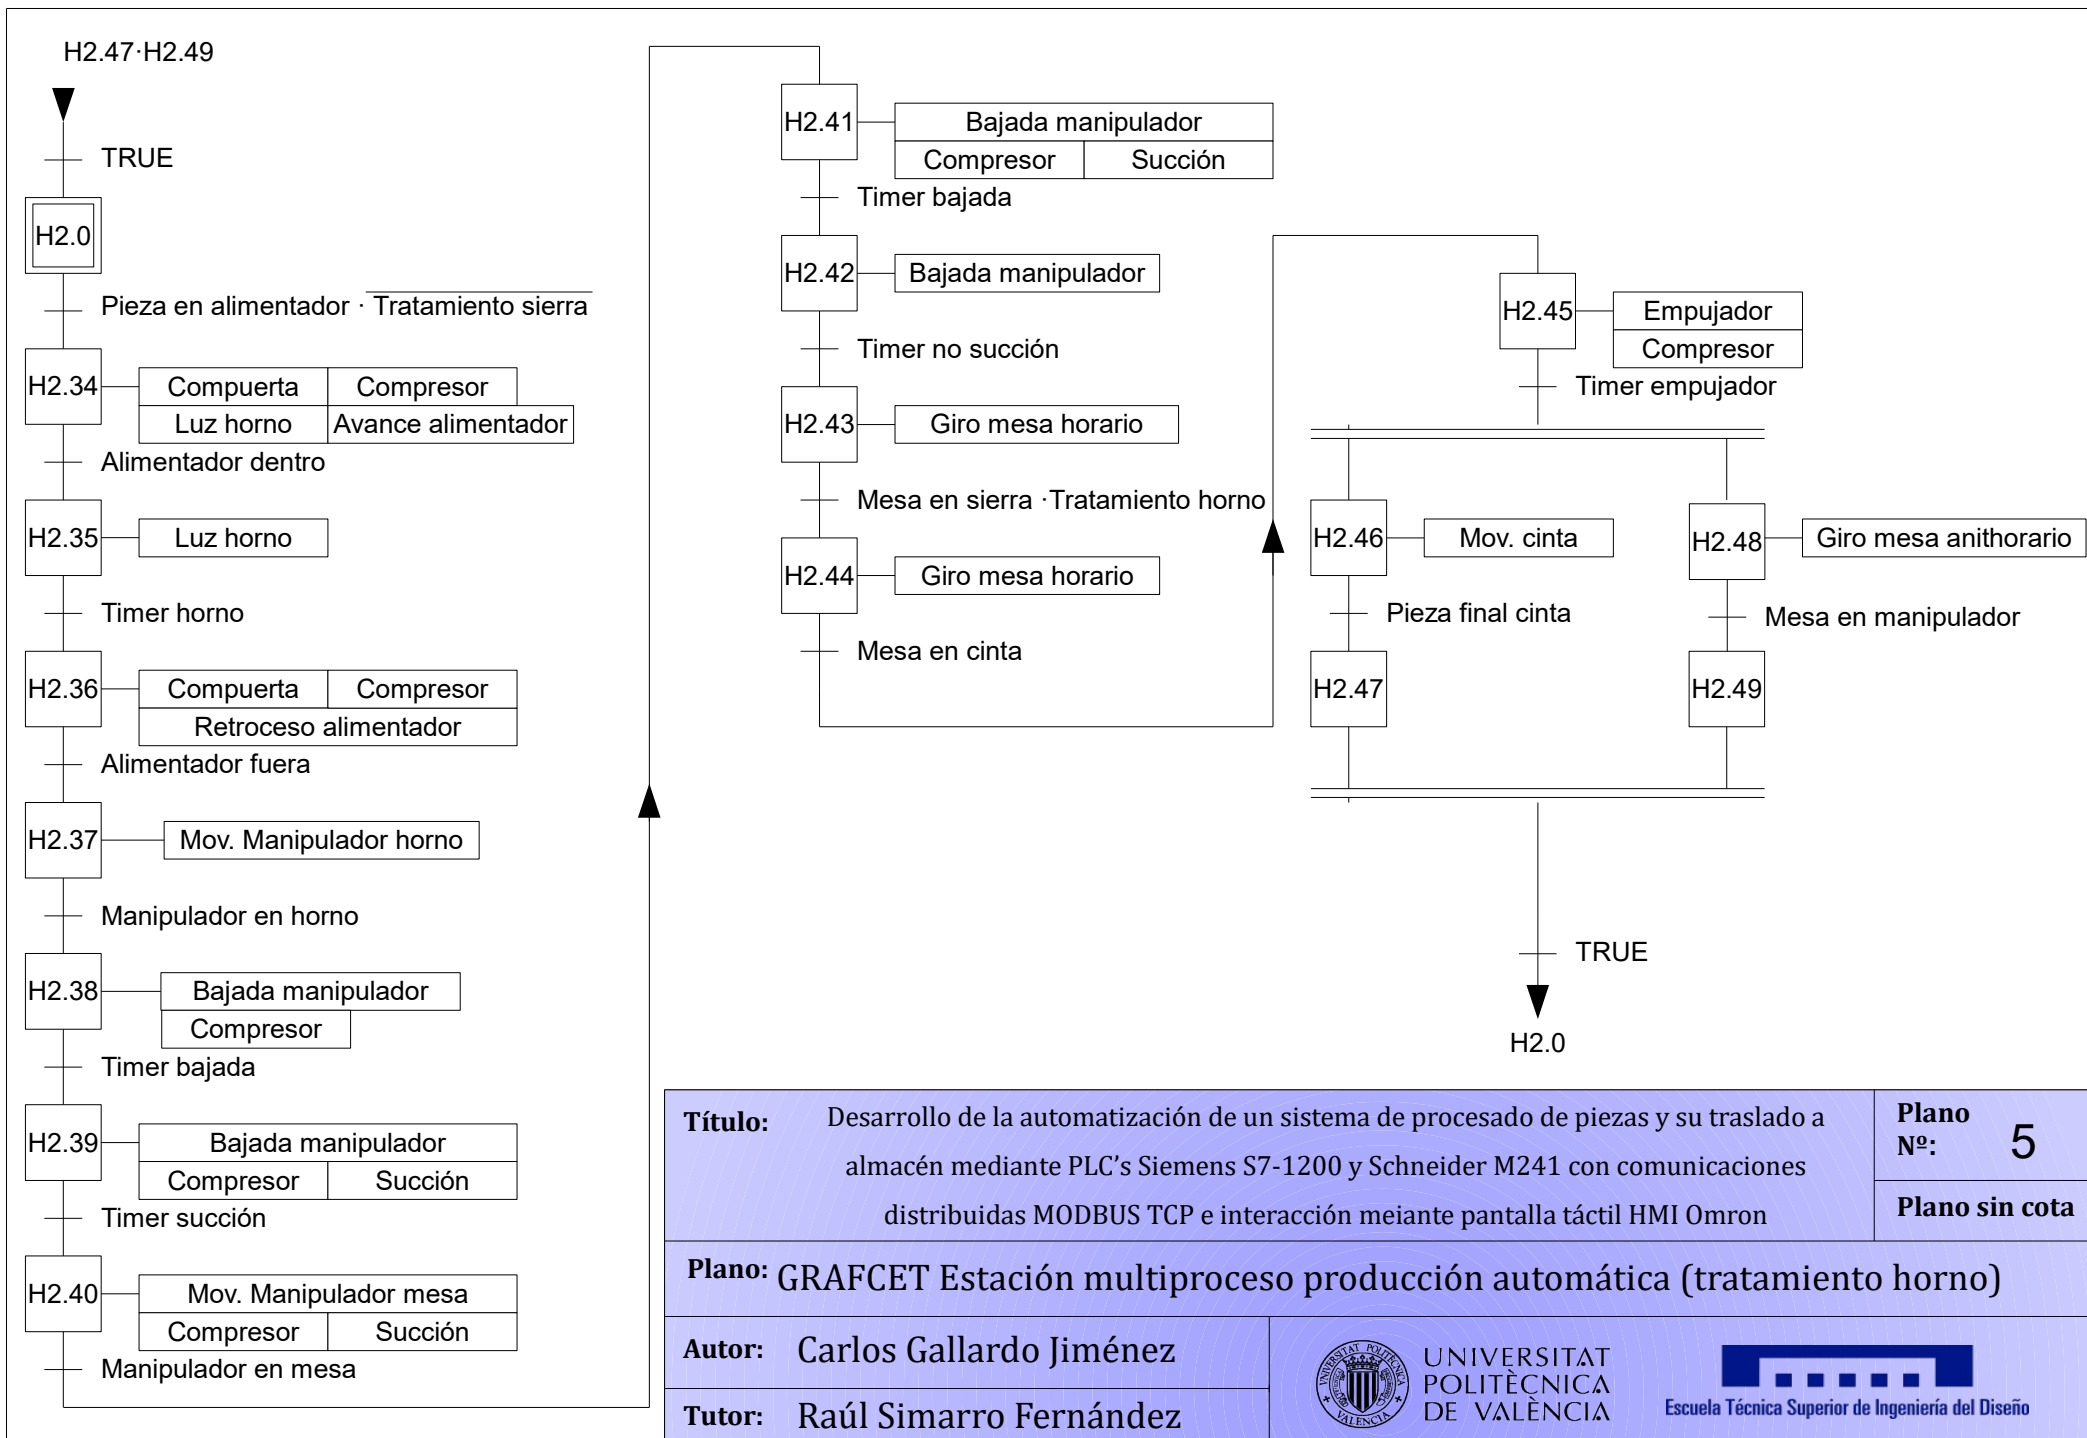 H2.47·H2.49
TRUE
H2.0
Pieza en alimentador · Tratamiento sierra
H2.34
Compuerta
Compresor
Luz horno
Avance alimentador
Alimentador dentro
H2.35
Luz horno
Timer horno
H2.36
Compuerta
Compresor
Retroceso alimentador
Alimentador fuera
H2.37
Mov. Manipulador horno
Manipulador en horno
H2.38
Bajada manipulador
Compresor
Timer bajada
H2.39
Bajada manipulador
Compresor
Succión
Timer succión
H2.40
Mov. Manipulador mesa
Compresor
Succión
Manipulador en mesa
H2.41
Bajada manipulador
Compresor
Succión
Timer bajada
H2.42
Bajada manipulador
Timer no succión
H2.43
Giro mesa horario
Mesa en sierra ·Tratamiento horno
H2.44
Giro mesa horario
Mesa en cinta
H2.45
Empujador
Compresor
Timer empujador
H2.46
Mov. cinta
Pieza final cinta
H2.47
H2.48
Giro mesa anithorario
Mesa en manipulador
H2.49
TRUE
H2.0
Título:
Desarrollo de la automatización de un sistema de procesado de piezas y su traslado a
almacén mediante PLC’s Siemens S7-1200 y Schneider M241 con comunicaciones
distribuidas MODBUS TCP e interacción meiante pantalla táctil HMI Omron
Plano
Nº:
5
Plano sin cota
Plano: GRAFCET Estación multiproceso producción automática (tratamiento horno)
Autor: Carlos Gallardo Jiménez
Tutor: Raúl Simarro Fernández
VNIVERSITAT POLITÈCNICA
VALÈNCIA
UNIVERSITAT
POLITÈCNICA
DE VALÈNCIA
Escuela Técnica Superior de Ingeniería del Diseño